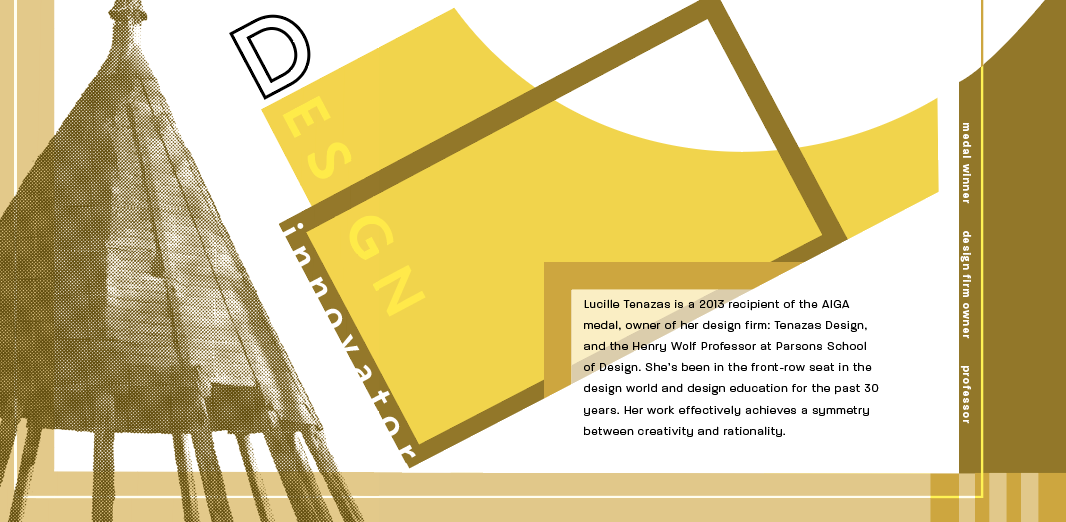 DESIGN
innovator
Lucille Tenazas is a 2013 recipient of the AIGA
medal, owner of her design firm: Tenazas Design,
and the Henry Wolf Professor at Parsons School
of Design. She's been in the front-row seat in the
design world and design education for the past 30
years. Her work effectively achieves a symmetry
between creativity and rationality.
medal winner design firm owner professor